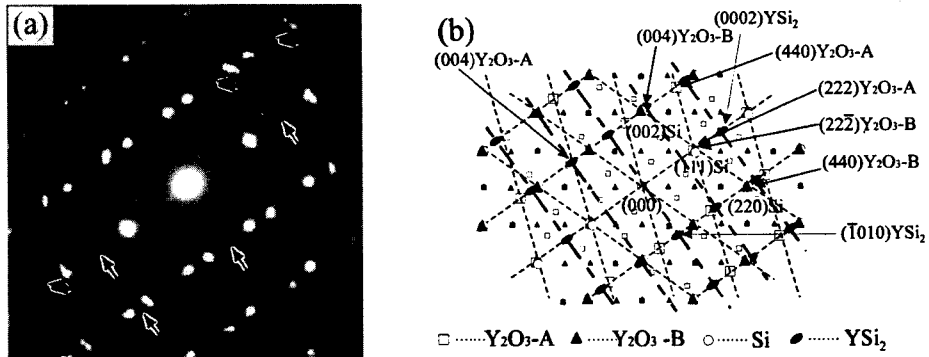 (a)
(b)
(0002)YSi₂
(004)Y₂O₃-B
(440)Y₂O₃-A
(004)Y₂O₃-A
(222)Y₂O₃-A
(222̅)Y₂O₃-B
(002)Si
(111)Si
(440)Y₂O₃-B
(000)
(220)Si
(1̅010)YSi₂
□ ········ Y₂O₃-A ▲ ······· Y₂O₃ -B ○ ····· Si ⬬ ····· YSi₂